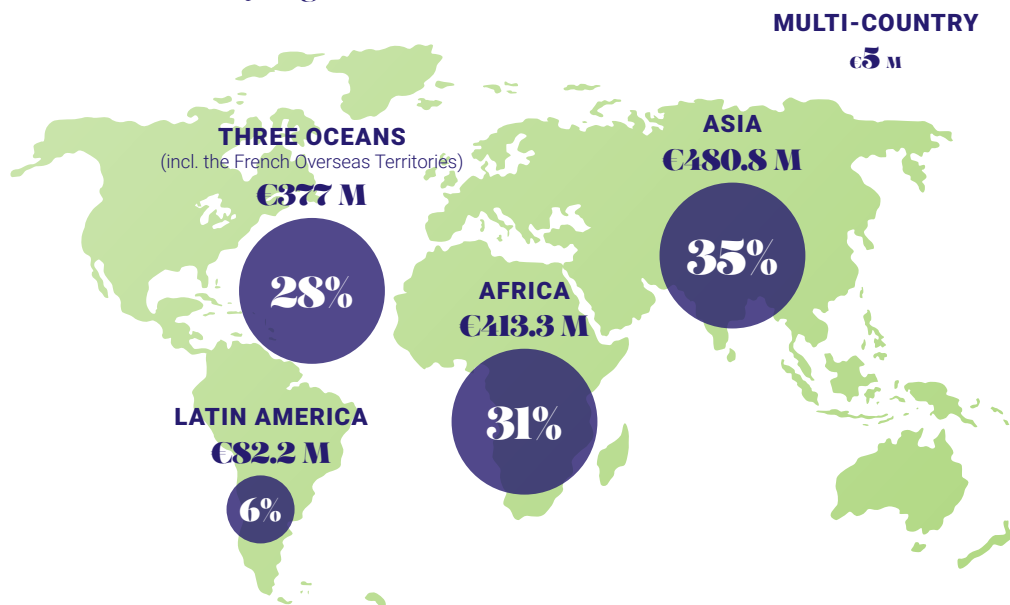 MULTI-COUNTRY
€5 M
THREE OCEANS
(incl. the French Overseas Territories)
€377 M
28%
ASIA
€480.8 M
35%
AFRICA
€413.3 M
31%
LATIN AMERICA
€82.2 M
6%